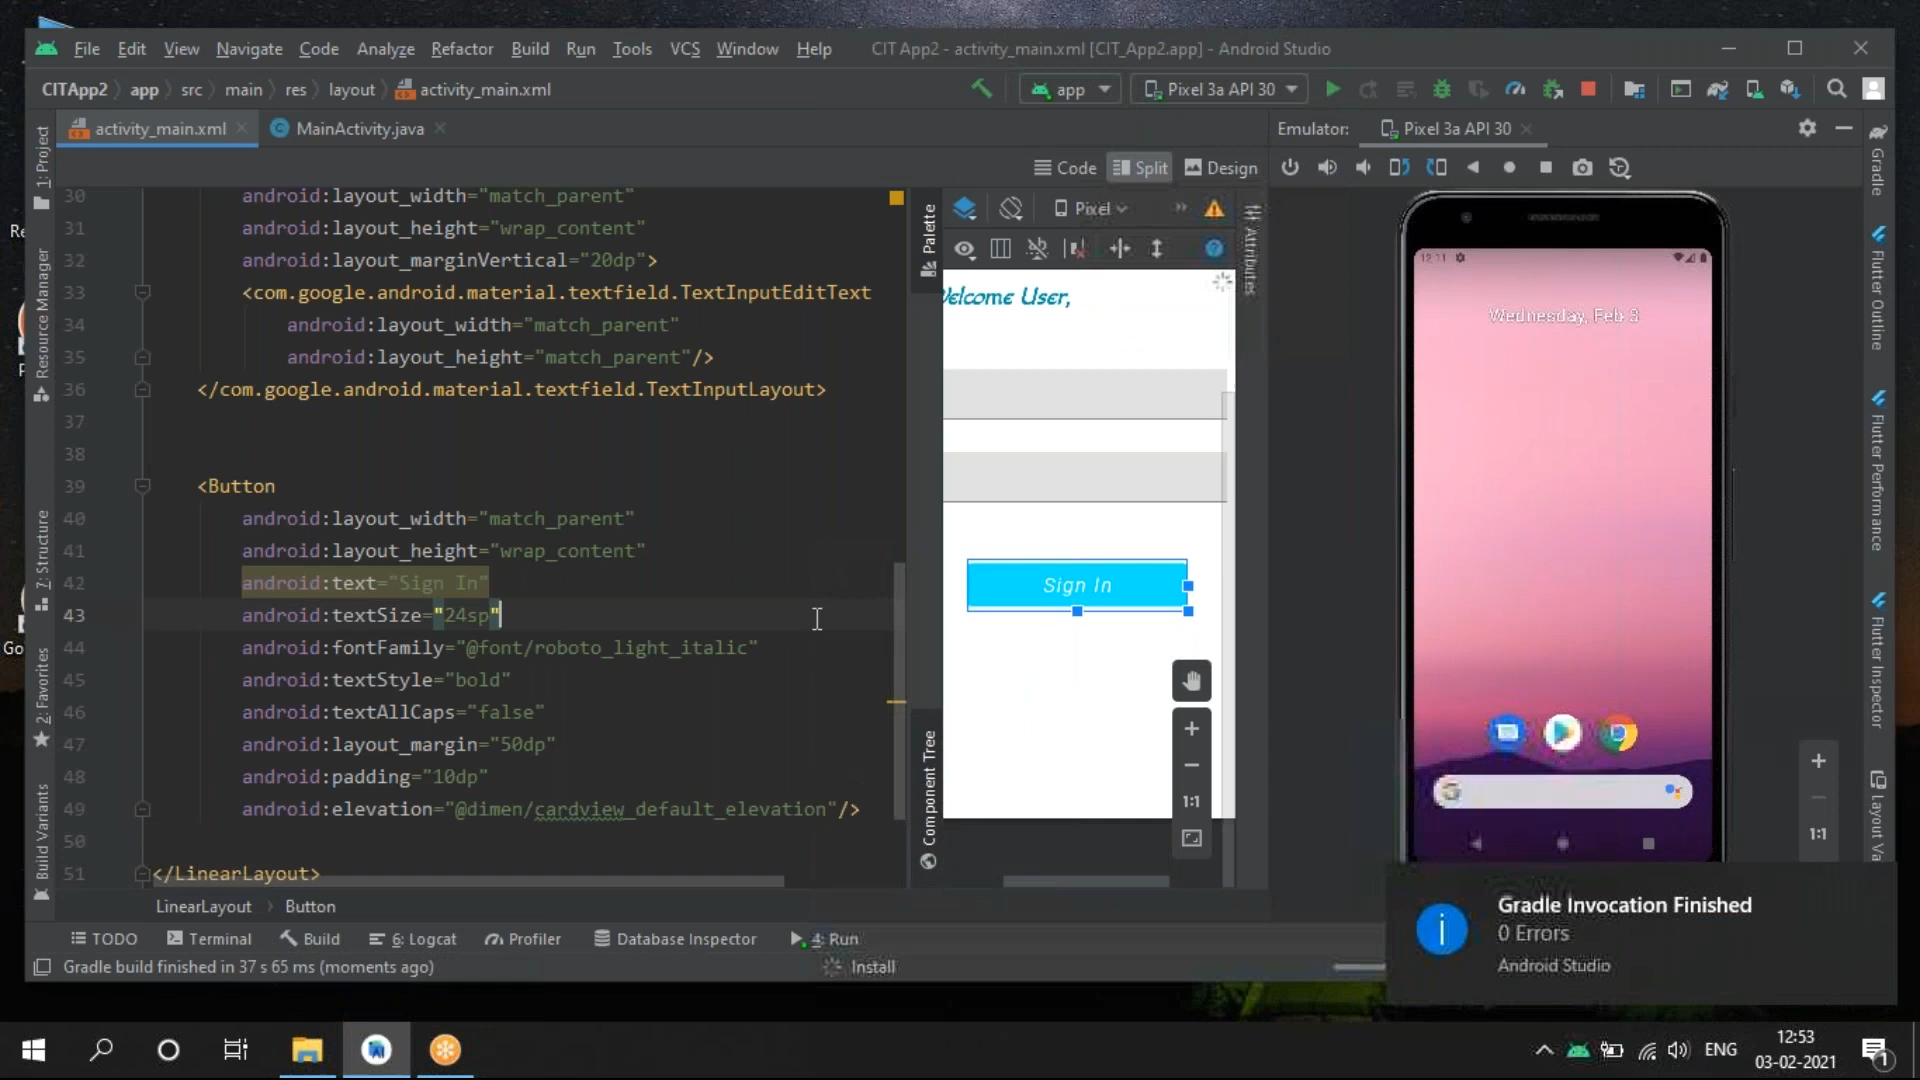 File Edit View Navigate Code Analyze Refactor Build Run Tools VCS Window Help CIT App2 - activity_main.xml [CIT_App2.app] - Android Studio
CITApp2 app src main res layout activity_main.xml app Pixel 3a API 30
activity_main.xml MainActivity.java Emulator: Pixel 3a API 30
Code Split Design
Pixel
30 android:layout_width="match_parent"
31 android:layout_height="wrap_content"
32 android:layout_marginVertical="20dp">
33 <com.google.android.material.textfield.TextInputEditText
34 android:layout_width="match_parent"
35 android:layout_height="match_parent"/>
36 </com.google.android.material.textfield.TextInputLayout>
37
38
39 <Button
40 android:layout_width="match_parent"
41 android:layout_height="wrap_content"
42 android:text="Sign In"
43 android:textSize="24sp"
44 android:fontFamily="@font/roboto_light_italic"
45 android:textStyle="bold"
46 android:textAllCaps="false"
47 android:layout_margin="50dp"
48 android:padding="10dp"
49 android:elevation="@dimen/cardview_default_elevation"/>
50
51 </LinearLayout>
LinearLayout Button
1: Project
Resource Manager
7: Structure
2: Favorites
Build Variants
Palette
Component Tree
Attributes
elcome User,
Sign In
1:1
12:11
Wednesday, Feb 3
1:1
Gradle
Flutter Outline
Flutter Performance
Flutter Inspector
Layout Va
TODO Terminal Build 6: Logcat Profiler Database Inspector 4: Run
Gradle build finished in 37 s 65 ms (moments ago) Install
Gradle Invocation Finished
0 Errors
Android Studio
Re
Go
ENG
12:53
03-02-2021
1